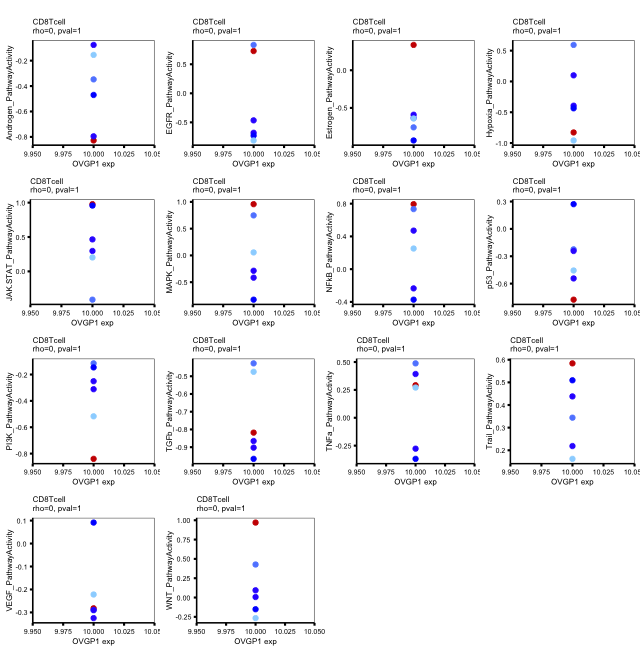 CD8Tcell
rho=0, pval=1
Androgen_PathwayActivity
-0.2
-0.4
-0.6
-0.8
9.950 9.975 10.000 10.025 10.05
OVGP1 exp
CD8Tcell
rho=0, pval=1
EGFR_PathwayActivity
0.5
0.0
-0.5
9.950 9.975 10.000 10.025 10.05
OVGP1 exp
CD8Tcell
rho=0, pval=1
Estrogen_PathwayActivity
0.0
-0.5
9.950 9.975 10.000 10.025 10.05
OVGP1 exp
CD8Tcell
rho=0, pval=1
Hypoxia_PathwayActivity
0.5
0.0
-0.5
-1.0
9.950 9.975 10.000 10.025 10.05
OVGP1 exp
CD8Tcell
rho=0, pval=1
JAK.STAT_PathwayActivity
1.0
0.5
0.0
9.950 9.975 10.000 10.025 10.05
OVGP1 exp
CD8Tcell
rho=0, pval=1
MAPK_PathwayActivity
1.0
0.5
0.0
-0.5
9.950 9.975 10.000 10.025 10.05
OVGP1 exp
CD8Tcell
rho=0, pval=1
NFkB_PathwayActivity
0.8
0.4
0.0
-0.4
9.950 9.975 10.000 10.025 10.05
OVGP1 exp
CD8Tcell
rho=0, pval=1
p53_PathwayActivity
0.3
0.0
-0.3
-0.6
9.950 9.975 10.000 10.025 10.05
OVGP1 exp
CD8Tcell
rho=0, pval=1
PI3K_PathwayActivity
-0.2
-0.4
-0.6
-0.8
9.950 9.975 10.000 10.025 10.05
OVGP1 exp
CD8Tcell
rho=0, pval=1
TGFb_PathwayActivity
-0.5
-0.6
-0.7
-0.8
-0.9
9.950 9.975 10.000 10.025 10.05
OVGP1 exp
CD8Tcell
rho=0, pval=1
TNFa_PathwayActivity
0.50
0.25
0.00
-0.25
9.950 9.975 10.000 10.025 10.05
OVGP1 exp
CD8Tcell
rho=0, pval=1
Trail_PathwayActivity
0.6
0.5
0.4
0.3
0.2
9.950 9.975 10.000 10.025 10.05
OVGP1 exp
CD8Tcell
rho=0, pval=1
VEGF_PathwayActivity
0.1
0.0
-0.1
-0.2
-0.3
9.950 9.975 10.000 10.025 10.05
OVGP1 exp
CD8Tcell
rho=0, pval=1
WNT_PathwayActivity
1.00
0.75
0.50
0.25
0.00
-0.25
9.950 9.975 10.000 10.025 10.050
OVGP1 exp